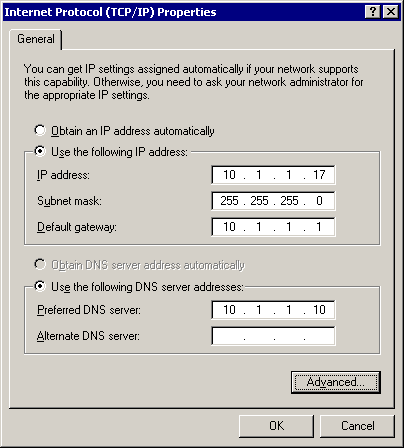 Internet Protocol (TCP/IP) Properties
General
You can get IP settings assigned automatically if your network supports
this capability. Otherwise, you need to ask your network administrator for
the appropriate IP settings.
Obtain an IP address automatically
Use the following IP address:
IP address: 10 . 1 . 1 . 17
Subnet mask: 255 . 255 . 255 . 0
Default gateway: 10 . 1 . 1 . 1
Obtain DNS server address automatically
Use the following DNS server addresses:
Preferred DNS server: 10 . 1 . 1 . 10
Alternate DNS server: . . .
Advanced...
OK Cancel